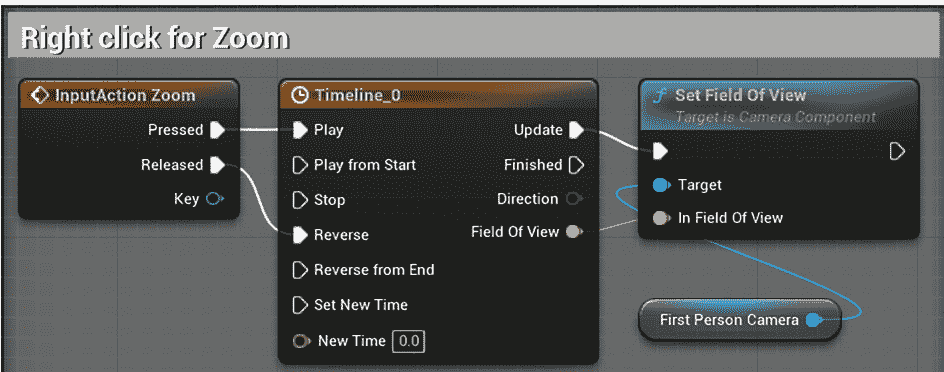 Right click for Zoom
InputAction Zoom
Pressed
Released
Key
Timeline_0
Play
Update
Play from Start
Finished
Stop
Direction
Reverse
Field Of View
Reverse from End
Set New Time
New Time 0.0
f Set Field Of View
Target is Camera Component
Target
In Field Of View
First Person Camera